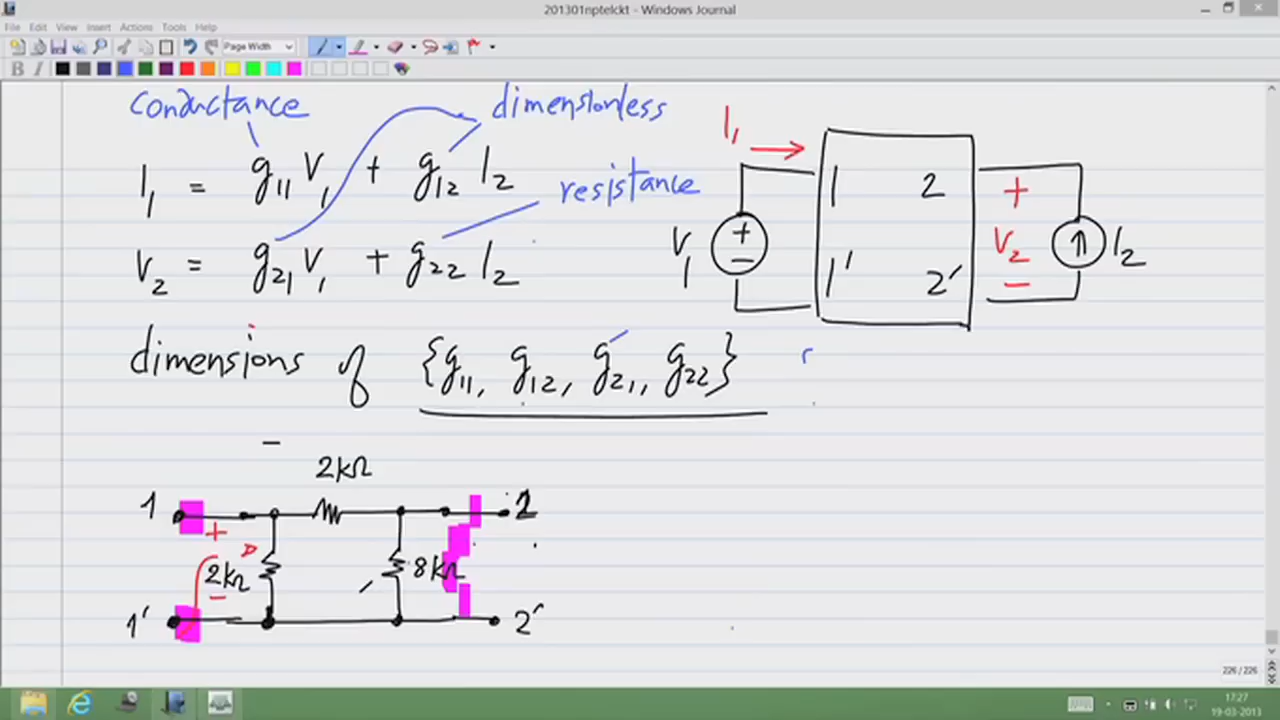 201301nptelckt - Windows Journal
File Edit View Insert Actions Tools Help
Page Width
B I
conductance dimensionless
I₁ = g₁₁ V₁ + g₁₂ I₂
resistance
V₂ = g₂₁ V₁ + g₂₂ I₂
I₁
V₁ + −
1 2
1′ 2′
+ V₂ − I₂
dimensions of {g₁₁, g₁₂, g₂₁, g₂₂}
2kΩ
1 2
+
2kΩ 8kΩ
−
1′ 2′
226 / 226
17:27
19-03-2013